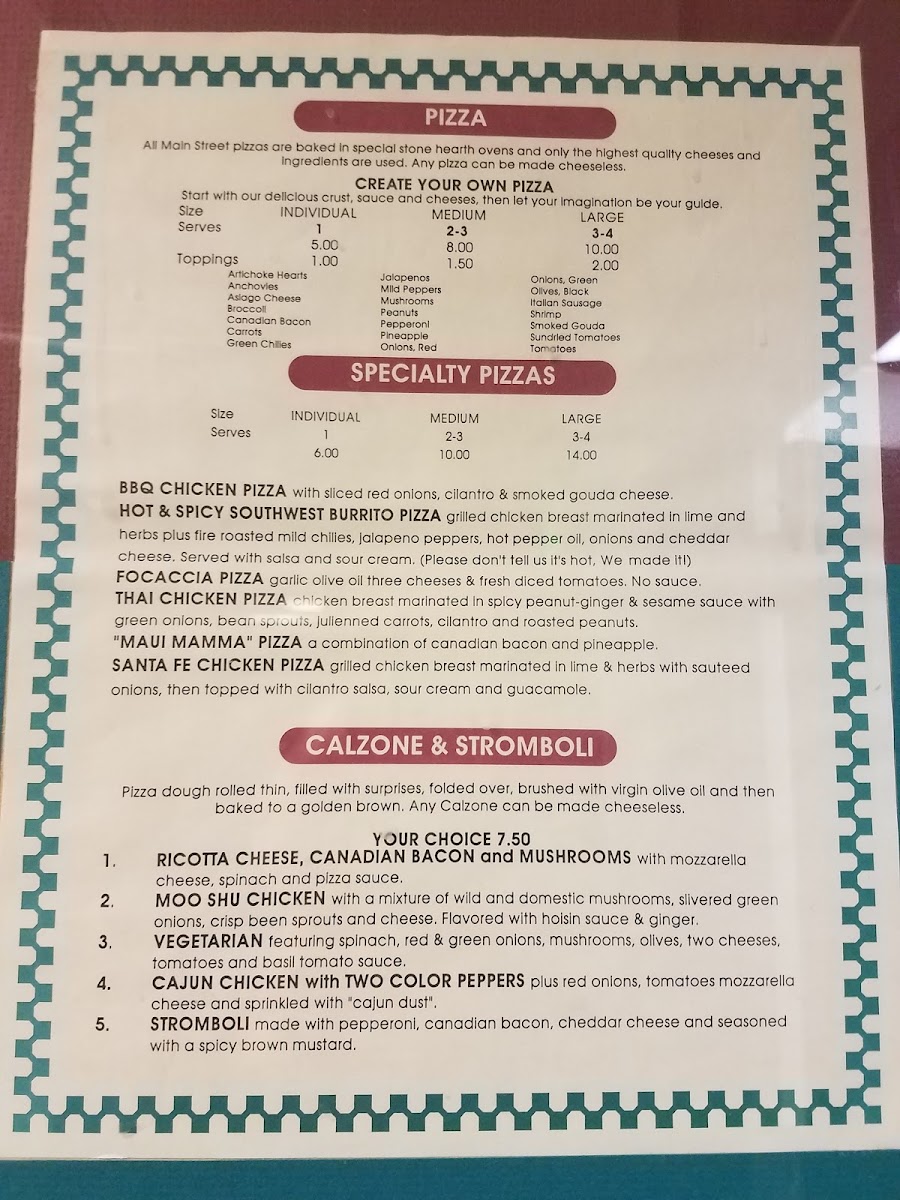 PIZZA
All Main Street pizzas are baked in special stone hearth ovens and only the highest quality cheeses and
ingredients are used. Any pizza can be made cheeseless.
CREATE YOUR OWN PIZZA
Start with our delicious crust, sauce and cheeses, then let your imagination be your guide.
Size INDIVIDUAL MEDIUM LARGE
Serves 1 2-3 3-4
5.00 8.00 10.00
Toppings 1.00 1.50 2.00
Artichoke Hearts Jalapenos Onions, Green
Anchovies Mild Peppers Olives, Black
Asiago Cheese Mushrooms Italian Sausage
Broccoli Peanuts Shrimp
Canadian Bacon Pepperoni Smoked Gouda
Carrots Pineapple Sundried Tomatoes
Green Chilies Onions, Red Tomatoes
SPECIALTY PIZZAS
Size INDIVIDUAL MEDIUM LARGE
Serves 1 2-3 3-4
6.00 10.00 14.00
BBQ CHICKEN PIZZA with sliced red onions, cilantro & smoked gouda cheese.
HOT & SPICY SOUTHWEST BURRITO PIZZA grilled chicken breast marinated in lime and
herbs plus fire roasted mild chilies, jalapeno peppers, hot pepper oil, onions and cheddar
cheese. Served with salsa and sour cream. (Please don't tell us it's hot, We made it!)
FOCACCIA PIZZA garlic olive oil three cheeses & fresh diced tomatoes. No sauce.
THAI CHICKEN PIZZA chicken breast marinated in spicy peanut-ginger & sesame sauce with
green onions, bean sprouts, julienned carrots, cilantro and roasted peanuts.
"MAUI MAMMA" PIZZA a combination of canadian bacon and pineapple.
SANTA FE CHICKEN PIZZA grilled chicken breast marinated in lime & herbs with sauteed
onions, then topped with cilantro salsa, sour cream and guacamole.
CALZONE & STROMBOLI
Pizza dough rolled thin, filled with surprises, folded over, brushed with virgin olive oil and then
baked to a golden brown. Any Calzone can be made cheeseless.
YOUR CHOICE 7.50
1. RICOTTA CHEESE, CANADIAN BACON and MUSHROOMS with mozzarella
cheese, spinach and pizza sauce.
2. MOO SHU CHICKEN with a mixture of wild and domestic mushrooms, slivered green
onions, crisp been sprouts and cheese. Flavored with hoisin sauce & ginger.
3. VEGETARIAN featuring spinach, red & green onions, mushrooms, olives, two cheeses,
tomatoes and basil tomato sauce.
4. CAJUN CHICKEN with TWO COLOR PEPPERS plus red onions, tomatoes mozzarella
cheese and sprinkled with "cajun dust".
5. STROMBOLI made with pepperoni, canadian bacon, cheddar cheese and seasoned
with a spicy brown mustard.